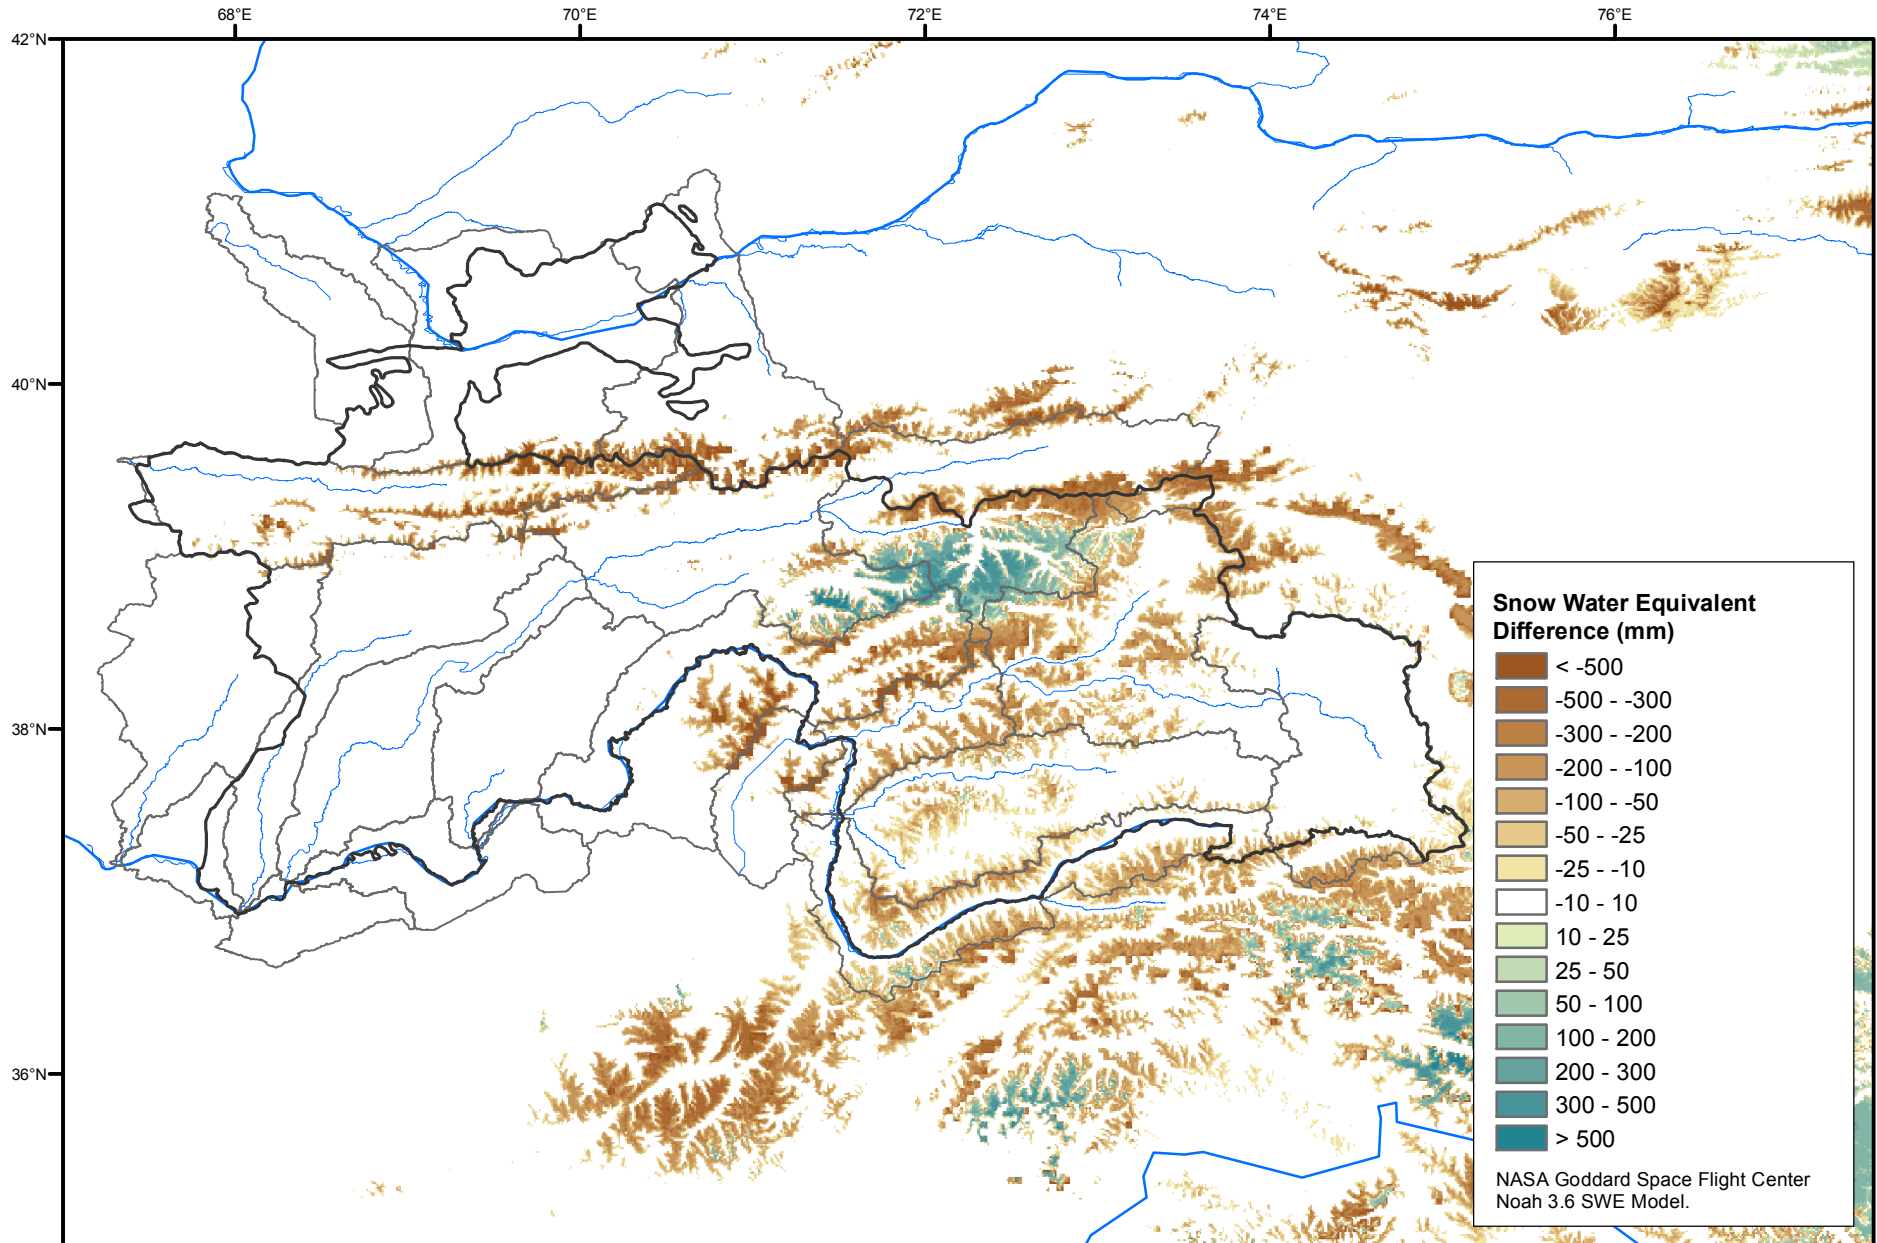 68°E
70°E
72°E
74°E
76°E
42°N
40°N
38°N
36°N
Snow Water Equivalent
Difference (mm)
< -500
-500 - -300
-300 - -200
-200 - -100
-100 - -50
-50 - -25
-25 - -10
-10 - 10
10 - 25
25 - 50
50 - 100
100 - 200
200 - 300
300 - 500
> 500
NASA Goddard Space Flight Center
Noah 3.6 SWE Model.